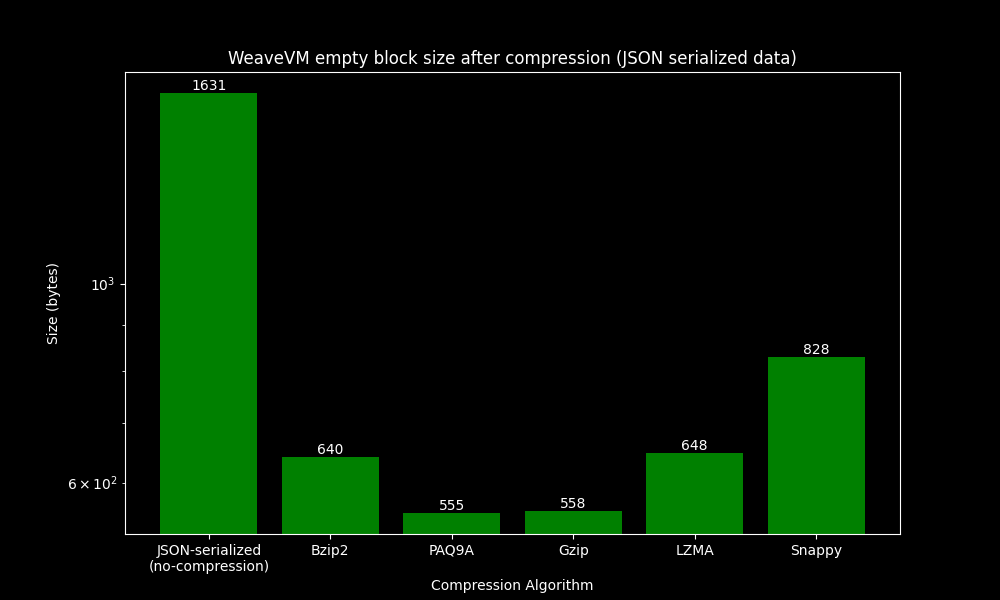 WeaveVM empty block size after compression (JSON serialized data)
1631
10³
828
Size (bytes)
640
648
6 × 10²
555
558
JSON-serialized
(no-compression)
Bzip2
PAQ9A
Gzip
LZMA
Snappy
Compression Algorithm